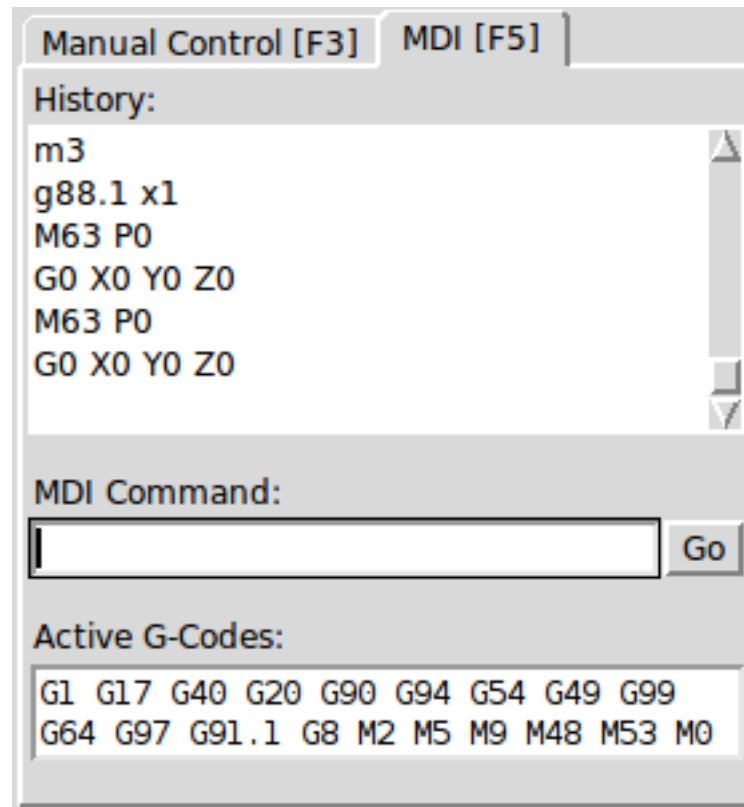 Manual Control [F3] MDI [F5]
History:
m3
g88.1 x1
M63 P0
G0 X0 Y0 Z0
M63 P0
G0 X0 Y0 Z0
MDI Command:
Go
Active G-Codes:
G1 G17 G40 G20 G90 G94 G54 G49 G99
G64 G97 G91.1 G8 M2 M5 M9 M48 M53 M0